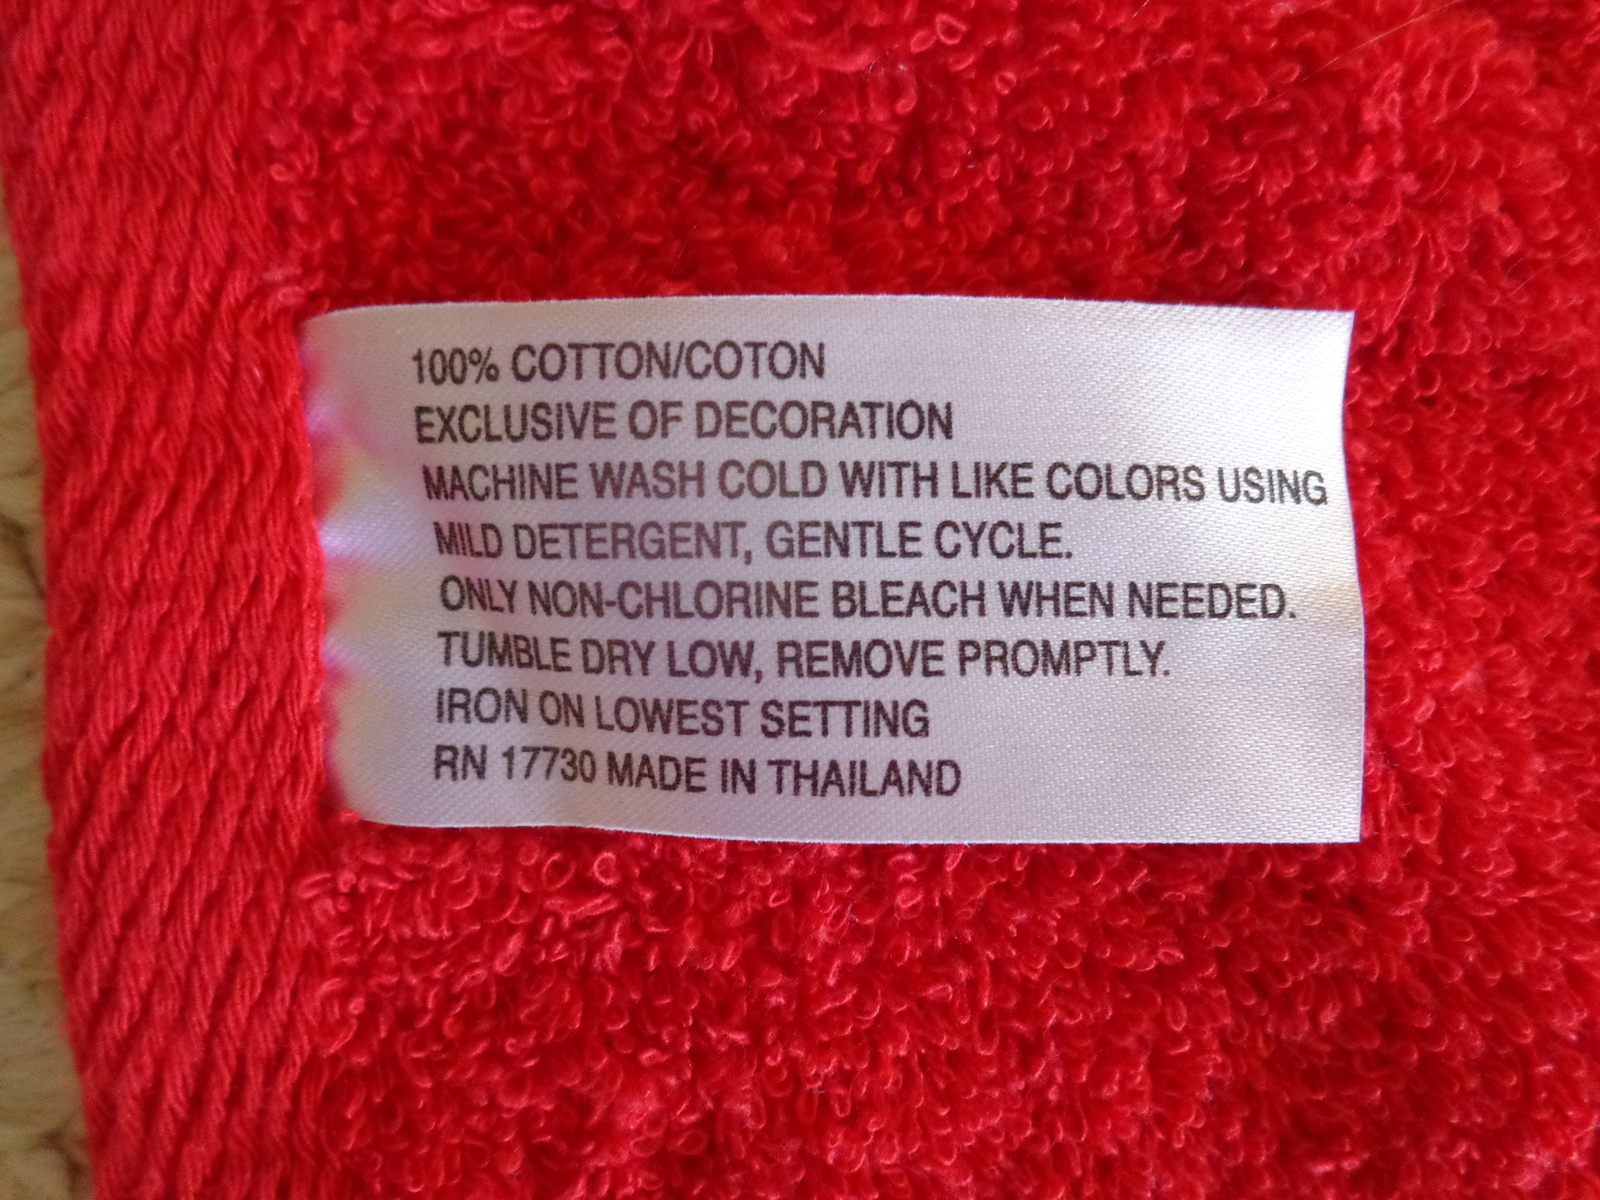 100% COTTON/COTON
EXCLUSIVE OF DECORATION
MACHINE WASH COLD WITH LIKE COLORS USING
MILD DETERGENT, GENTLE CYCLE.
ONLY NON-CHLORINE BLEACH WHEN NEEDED.
TUMBLE DRY LOW, REMOVE PROMPTLY.
IRON ON LOWEST SETTING
RN 17730 MADE IN THAILAND